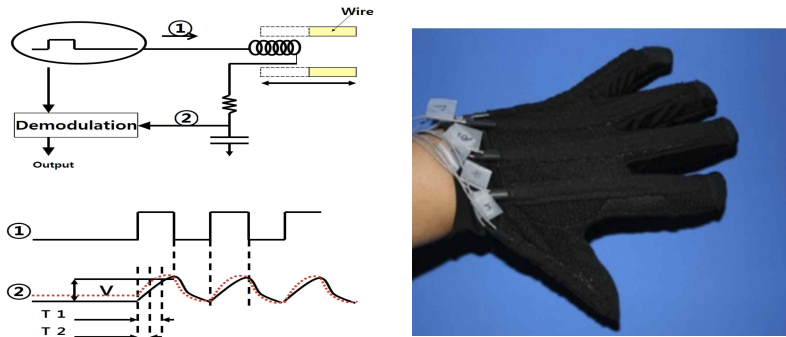 Wire
①
②
Demodulation
Output
①
②
V
T 1
T 2